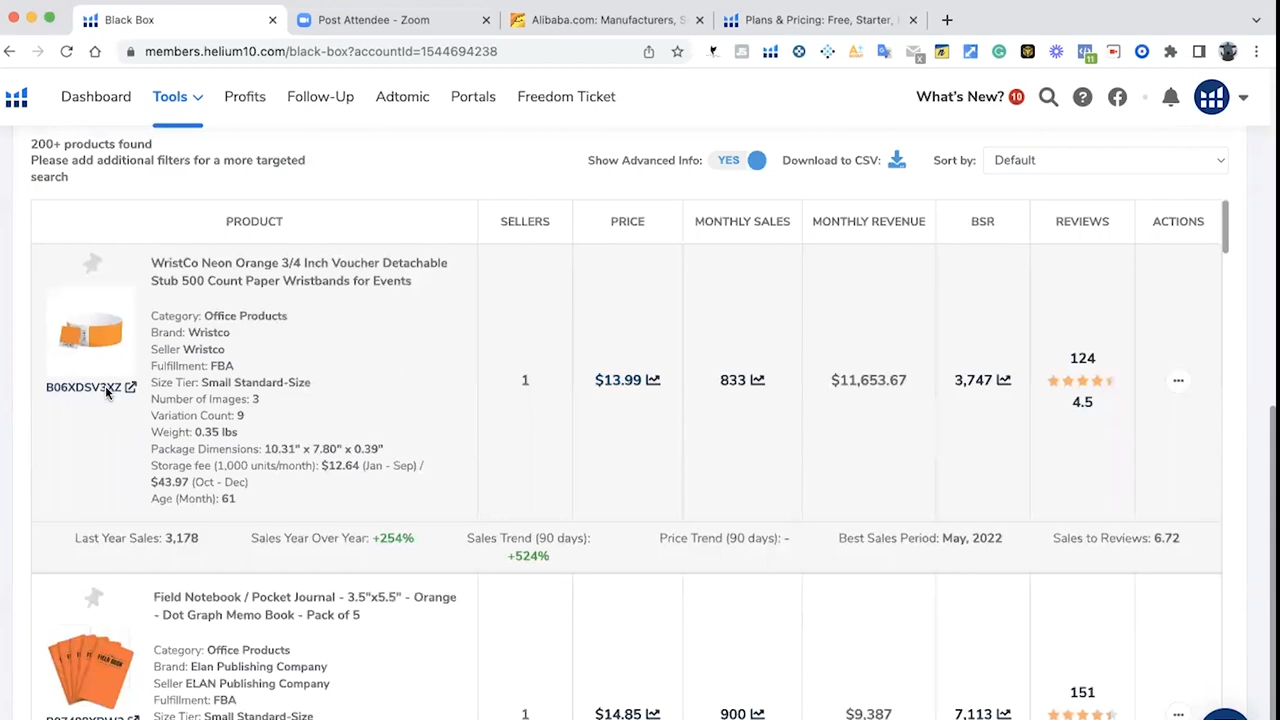 Black Box
Post Attendee - Zoom
Alibaba.com: Manufacturers, S
Plans & Pricing: Free, Starter,
members.helium10.com/black-box?accountId=1544694238
11
Dashboard
Tools
Profits
Follow-Up
Adtomic
Portals
Freedom Ticket
What's New? 10
200+ products found
Please add additional filters for a more targeted
search
Show Advanced Info: YES
Download to CSV:
Sort by: Default
PRODUCT
SELLERS
PRICE
MONTHLY SALES
MONTHLY REVENUE
BSR
REVIEWS
ACTIONS
WristCo Neon Orange 3/4 Inch Voucher Detachable
Stub 500 Count Paper Wristbands for Events
B06XDSV3XZ
Category: Office Products
Brand: Wristco
Seller Wristco
Fulfillment: FBA
Size Tier: Small Standard-Size
Number of Images: 3
Variation Count: 9
Weight: 0.35 lbs
Package Dimensions: 10.31" x 7.80" x 0.39"
Storage fee (1,000 units/month): $12.64 (Jan - Sep) /
$43.97 (Oct - Dec)
Age (Month): 61
1
$13.99
833
$11,653.67
3,747
124
4.5
Last Year Sales: 3,178
Sales Year Over Year: +254%
Sales Trend (90 days):
+524%
Price Trend (90 days): -
Best Sales Period: May, 2022
Sales to Reviews: 6.72
Field Notebook / Pocket Journal - 3.5"x5.5" - Orange
- Dot Graph Memo Book - Pack of 5
Category: Office Products
Brand: Elan Publishing Company
Seller ELAN Publishing Company
Fulfillment: FBA
Size Tier: Small Standard-Size
1
$14.85
900
$9,387
7,113
151